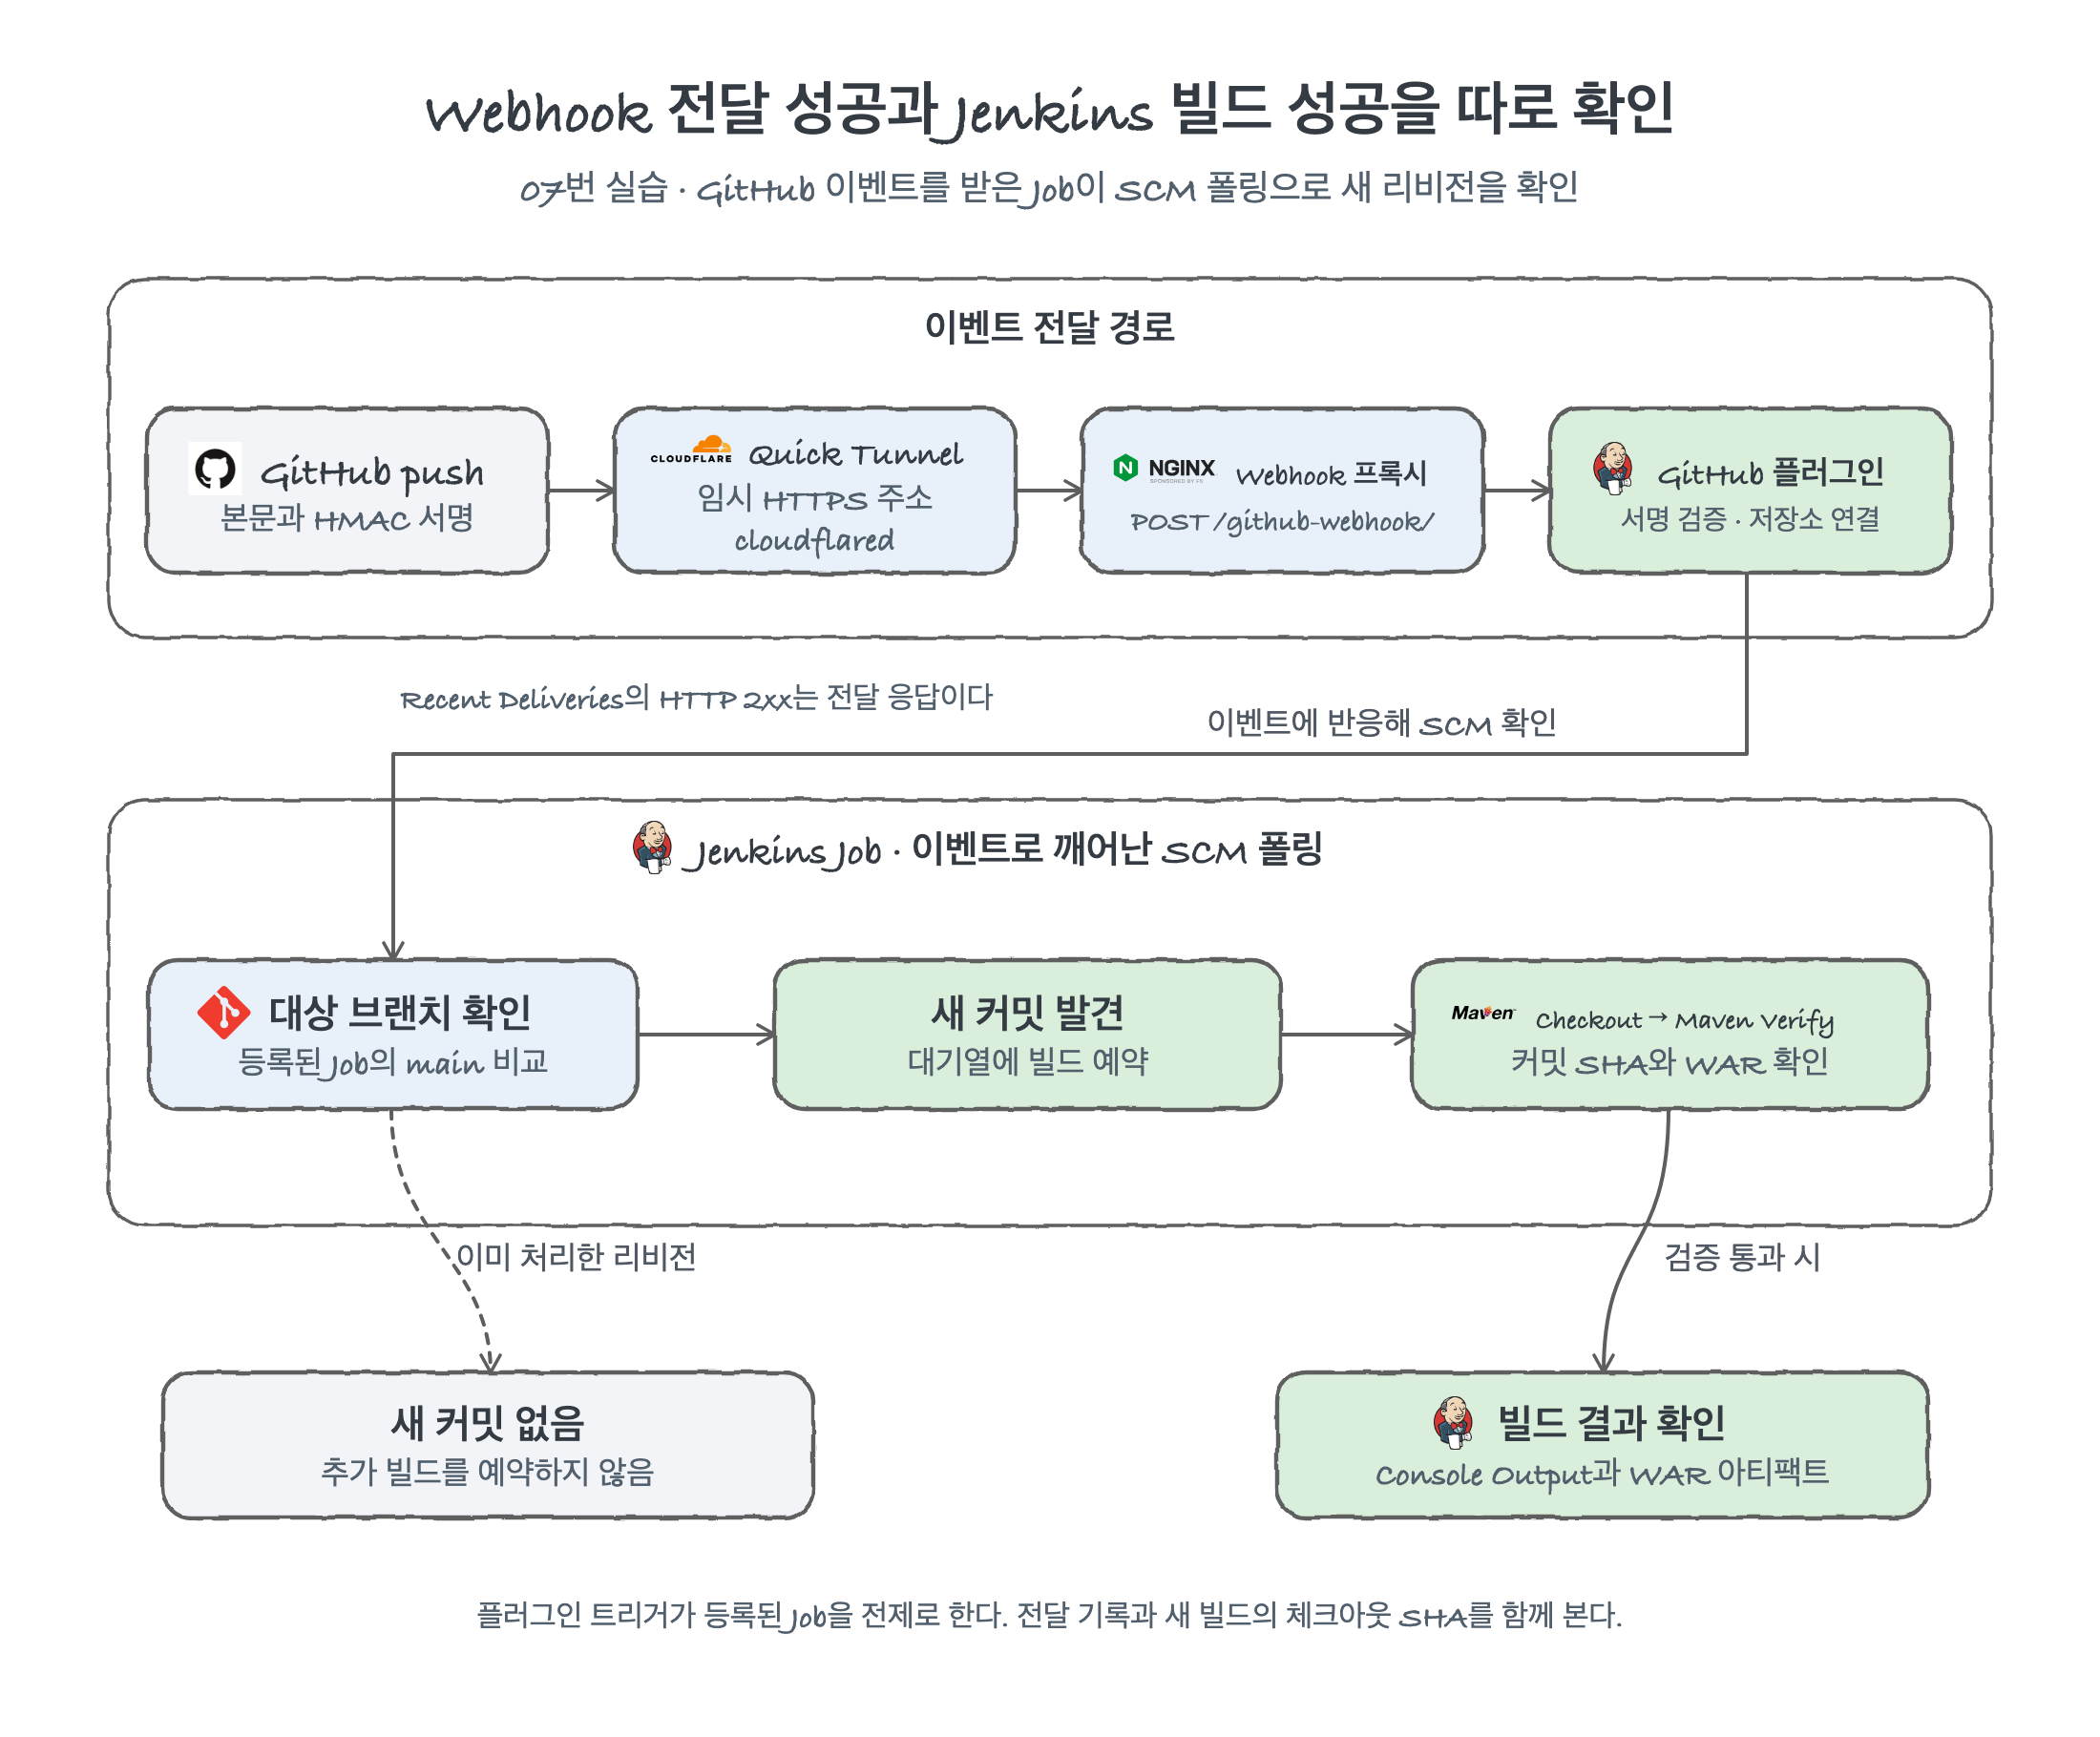 Webhook 전달 성공과 Jenkins 빌드 성공을 따로 확인
07번 실습 · GitHub 이벤트를 받은 Job이 SCM 폴링으로 새 리비전을 확인
이벤트 전달 경로
GitHub push
본문과 HMAC 서명
CLOUDFLARE
Quick Tunnel
임시 HTTPS 주소
cloudflared
NGINX
SPONSORED BY F5
Webhook 프록시
POST /github-webhook/
GitHub 플러그인
서명 검증 · 저장소 연결
Recent Deliveries의 HTTP 2xx는 전달 응답이다
이벤트에 반응해 SCM 확인
Jenkins Job · 이벤트로 깨어난 SCM 폴링
대상 브랜치 확인
등록된 Job의 main 비교
새 커밋 발견
대기열에 빌드 예약
Maven™
Checkout → Maven Verify
커밋 SHA와 WAR 확인
이미 처리한 리비전
검증 통과 시
새 커밋 없음
추가 빌드를 예약하지 않음
빌드 결과 확인
Console Output과 WAR 아티팩트
플러그인 트리거가 등록된 Job을 전제로 한다. 전달 기록과 새 빌드의 체크아웃 SHA를 함께 본다.